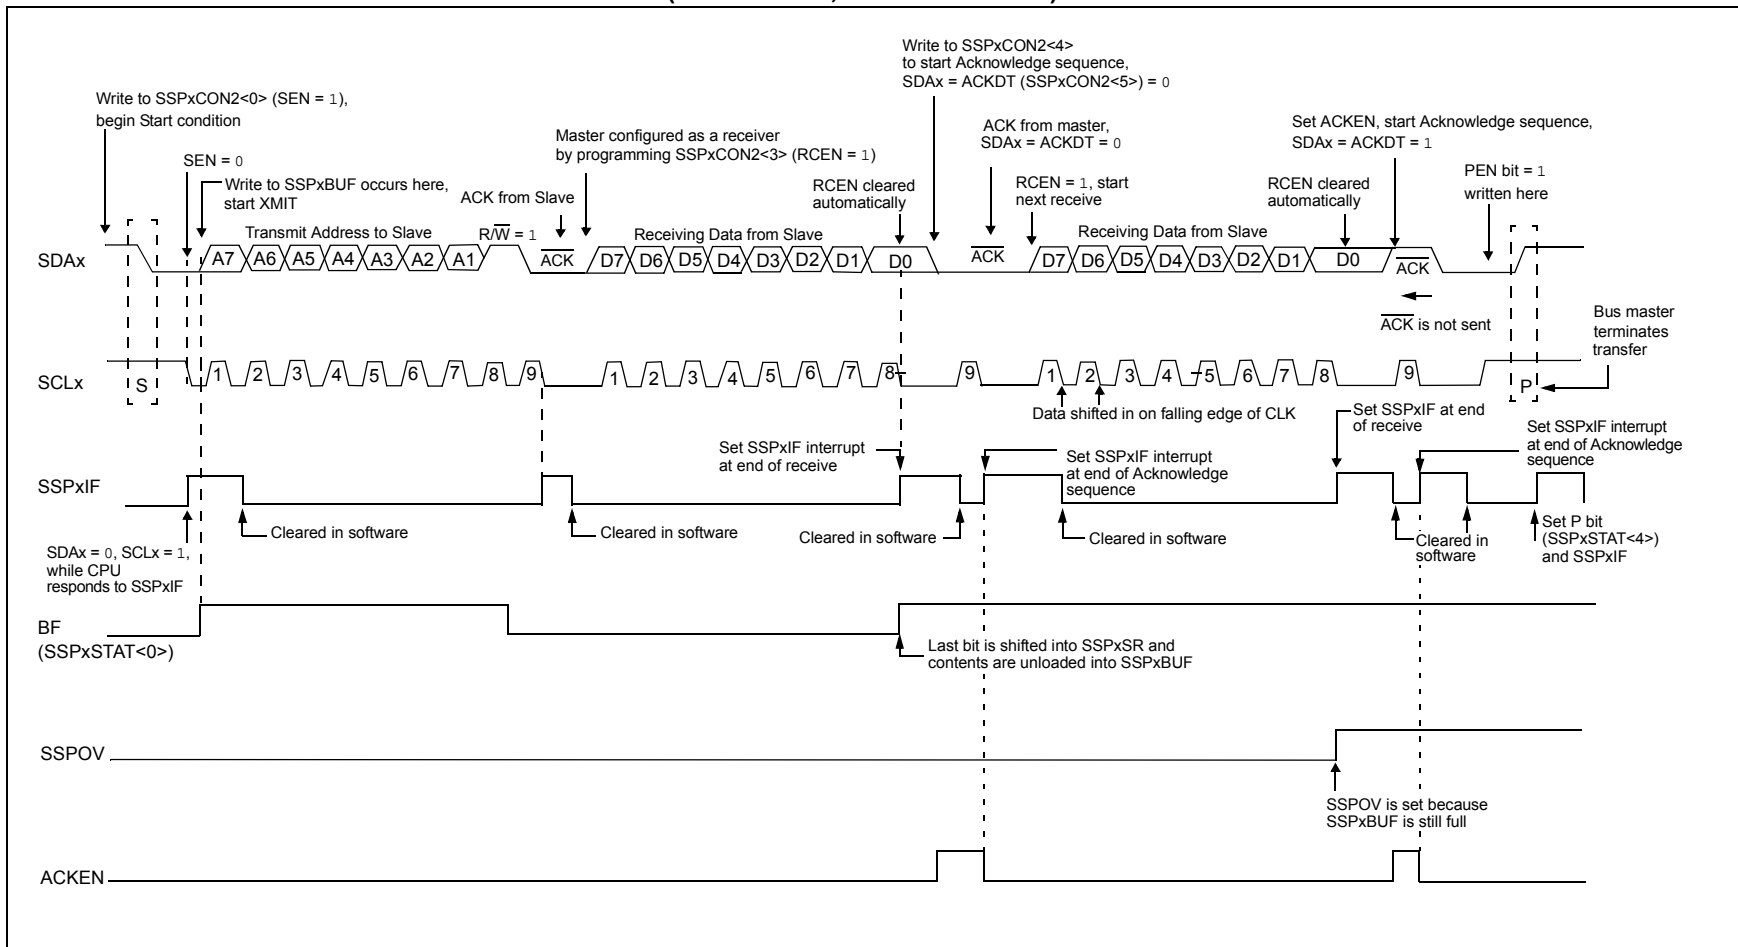 Write to SSPxCON2<4>
to start Acknowledge sequence,
SDAx = ACKDT (SSPxCON2<5>) = 0
Write to SSPxCON2<0> (SEN = 1),
begin Start condition
Master configured as a receiver
by programming SSPxCON2<3> (RCEN = 1)
ACK from master,
SDAx = ACKDT = 0
Set ACKEN, start Acknowledge sequence,
SDAx = ACKDT = 1
SEN = 0
Write to SSPxBUF occurs here,
start XMIT
ACK from Slave
RCEN cleared
automatically
RCEN = 1, start
next receive
RCEN cleared
automatically
PEN bit = 1
written here
Transmit Address to Slave
R/W = 1
Receiving Data from Slave
Receiving Data from Slave
SDAx
A7 A6 A5 A4 A3 A2 A1
ACK
D7 D6 D5 D4 D3 D2 D1 D0
ACK
D7 D6 D5 D4 D3 D2 D1 D0
ACK
ACK is not sent
Bus master
terminates
transfer
SCLx
S
1 2 3 4 5 6 7 8 9
1 2 3 4 5 6 7 8 9
1 2 3 4 5 6 7 8 9
P
Data shifted in on falling edge of CLK
Set SSPxIF interrupt
at end of receive
Set SSPxIF interrupt
at end of Acknowledge
sequence
Set SSPxIF at end
of receive
Set SSPxIF interrupt
at end of Acknowledge
sequence
SSPxIF
Cleared in software
Cleared in software
Cleared in software
Cleared in software
Cleared in
software
Set P bit
(SSPxSTAT<4>)
and SSPxIF
SDAx = 0, SCLx = 1,
while CPU
responds to SSPxIF
BF
(SSPxSTAT<0>)
Last bit is shifted into SSPxSR and
contents are unloaded into SSPxBUF
SSPOV
SSPOV is set because
SSPxBUF is still full
ACKEN